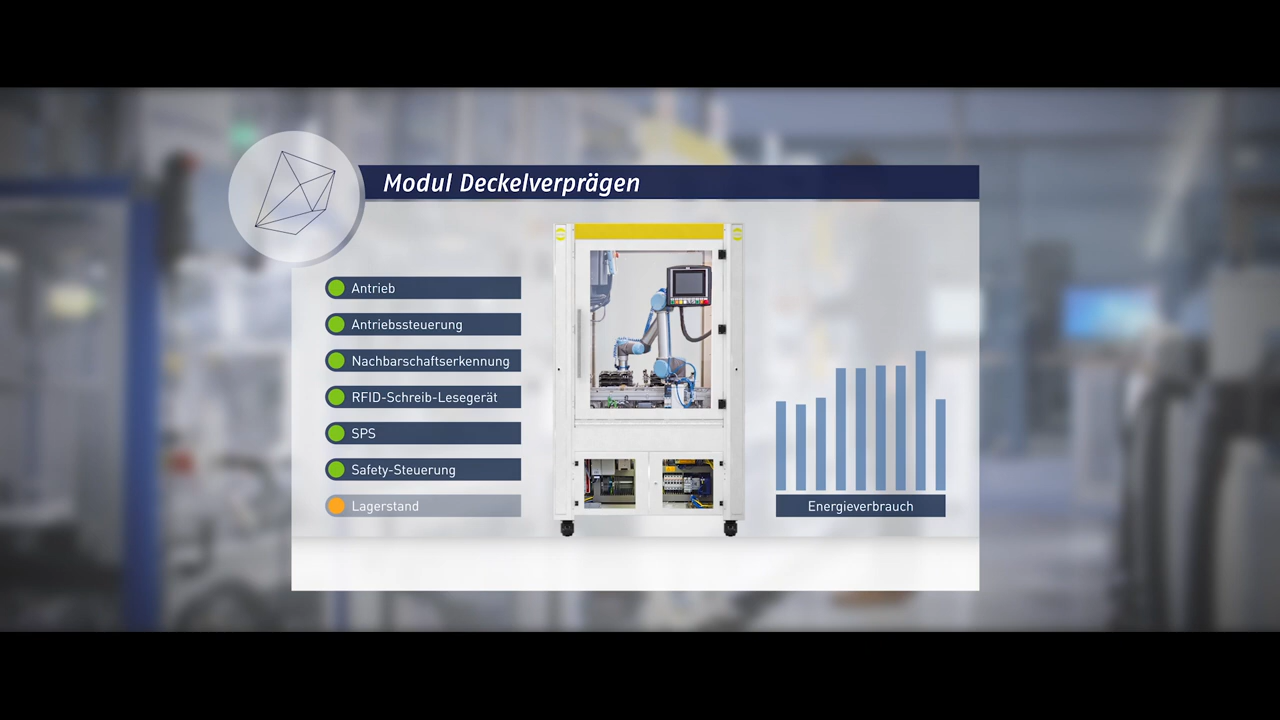 Modul Deckelverprägen
Antrieb
Antriebssteuerung
Nachbarschaftserkennung
RFID-Schreib-Lesegerät
SPS
Safety-Steuerung
Lagerstand
Energieverbrauch